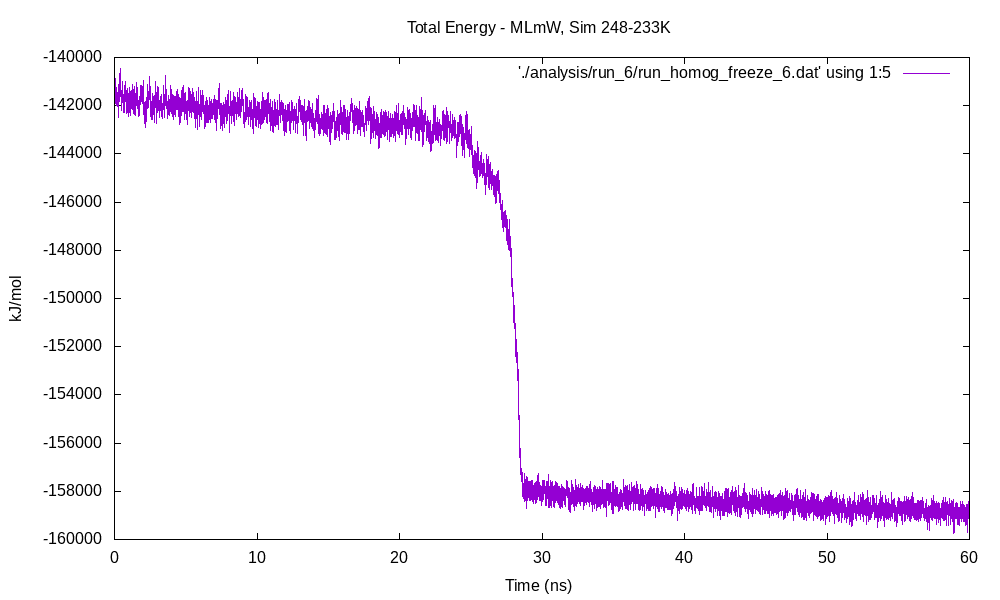 Total Energy - MLmW, Sim 248-233K
'./analysis/run_6/run_homog_freeze_6.dat' using 1:5
-140000
-142000
-144000
-146000
-148000
-150000
-152000
-154000
-156000
-158000
-160000
kJ/mol
0 10 20 30 40 50 60
Time (ns)